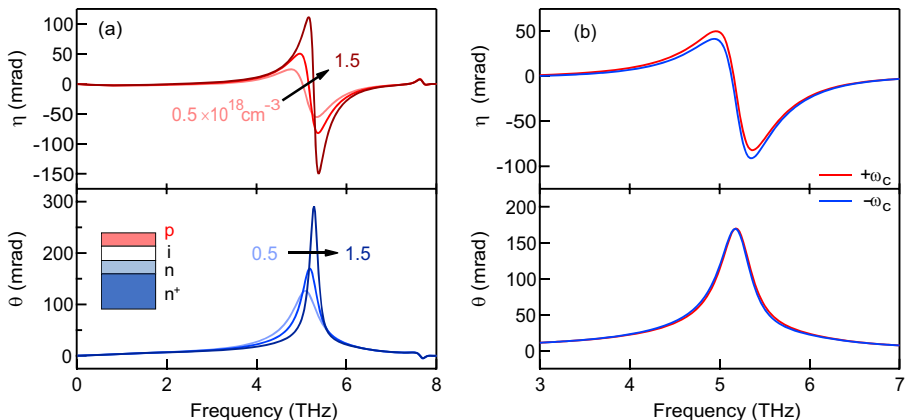 (a)
η (mrad)
100
50
0
-50
-100
-150
1.5
0.5×10¹⁸cm⁻³
θ (mrad)
300
200
100
0
p
i
n
n⁺
0.5
1.5
0
2
4
6
8
Frequency (THz)
(b)
η (mrad)
50
0
-50
-100
+ω_c
−ω_c
θ (mrad)
200
150
100
50
0
3
4
5
6
7
Frequency (THz)